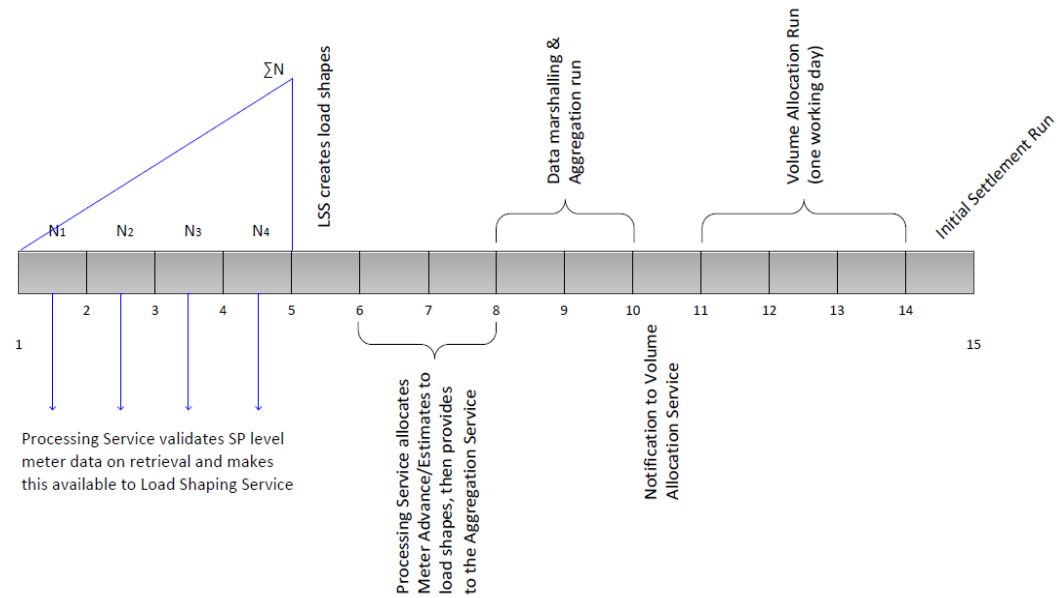 ∑N
LSS creates load shapes
Data marshalling &
Aggregation run
Volume Allocation Run
(one working day)
Initial Settlement Run
N1
N2
N3
N4
1
2
3
4
5
6
7
8
9
10
11
12
13
14
15
Processing Service validates SP level
meter data on retrieval and makes
this available to Load Shaping Service
Processing Service allocates
Meter Advance/Estimates to
load shapes, then provides
to the Aggregation Service
Notification to Volume
Allocation Service